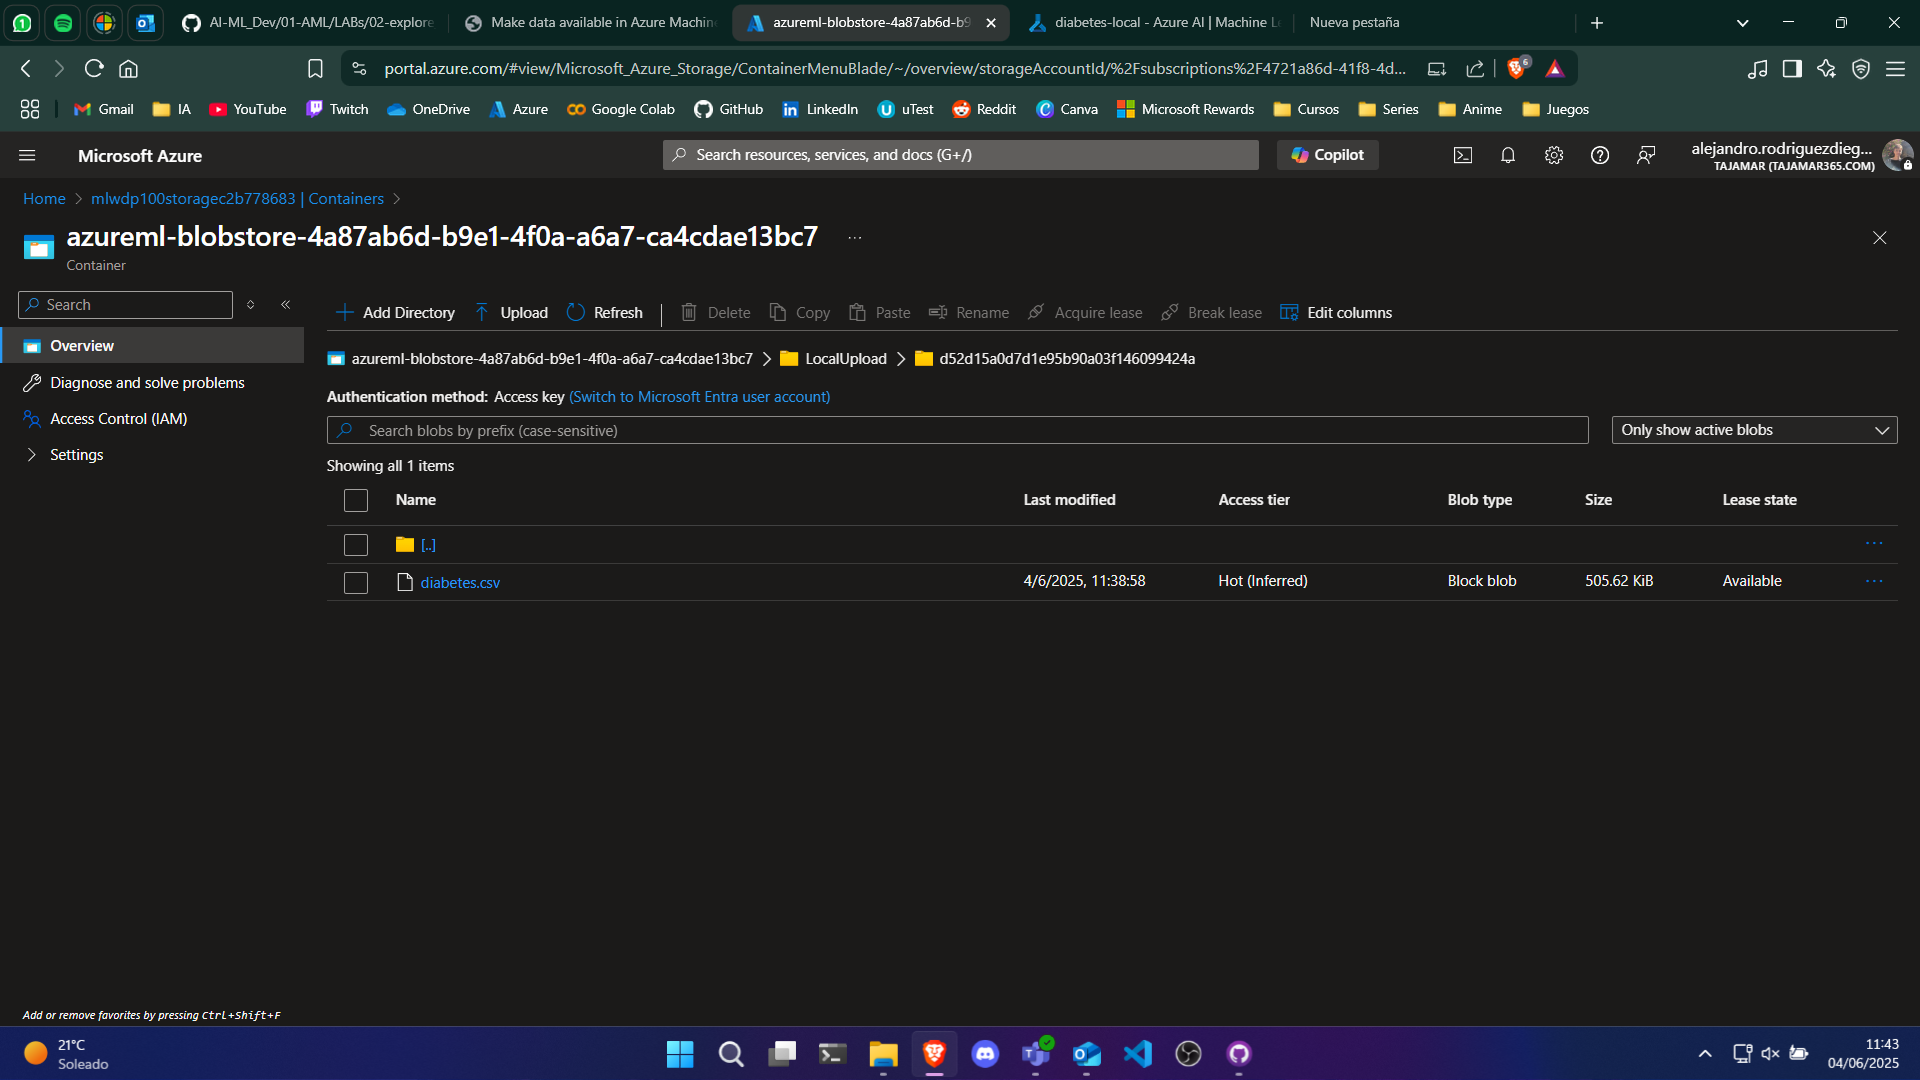 AI-ML_Dev/01-AML/LABs/02-explore
Make data available in Azure Machin
azureml-blobstore-4a87ab6d-b9
diabetes-local - Azure AI | Machine Le
Nueva pestaña
portal.azure.com/#view/Microsoft_Azure_Storage/ContainerMenuBlade/~/overview/storageAccountId/%2Fsubscriptions%2F4721a86d-41f8-4d...
6
Gmail
IA
YouTube
Twitch
OneDrive
Azure
Google Colab
GitHub
LinkedIn
uTest
Reddit
Canva
Microsoft Rewards
Cursos
Series
Anime
Juegos
Microsoft Azure
Search resources, services, and docs (G+/)
Copilot
alejandro.rodriguezdieg...
TAJAMAR (TAJAMAR365.COM)
Home > mlwdp100storagec2b778683 | Containers >
azureml-blobstore-4a87ab6d-b9e1-4f0a-a6a7-ca4cdae13bc7 ...
Container
Search
Overview
Diagnose and solve problems
Access Control (IAM)
Settings
Add Directory
Upload
Refresh
Delete
Copy
Paste
Rename
Acquire lease
Break lease
Edit columns
azureml-blobstore-4a87ab6d-b9e1-4f0a-a6a7-ca4cdae13bc7 > LocalUpload > d52d15a0d7d1e95b90a03f146099424a
Authentication method: Access key (Switch to Microsoft Entra user account)
Search blobs by prefix (case-sensitive)
Only show active blobs
Showing all 1 items
Name Last modified Access tier Blob type Size Lease state
[..]
diabetes.csv 4/6/2025, 11:38:58 Hot (Inferred) Block blob 505.62 KiB Available
Add or remove favorites by pressing Ctrl+Shift+F
21°C
Soleado
11:43
04/06/2025